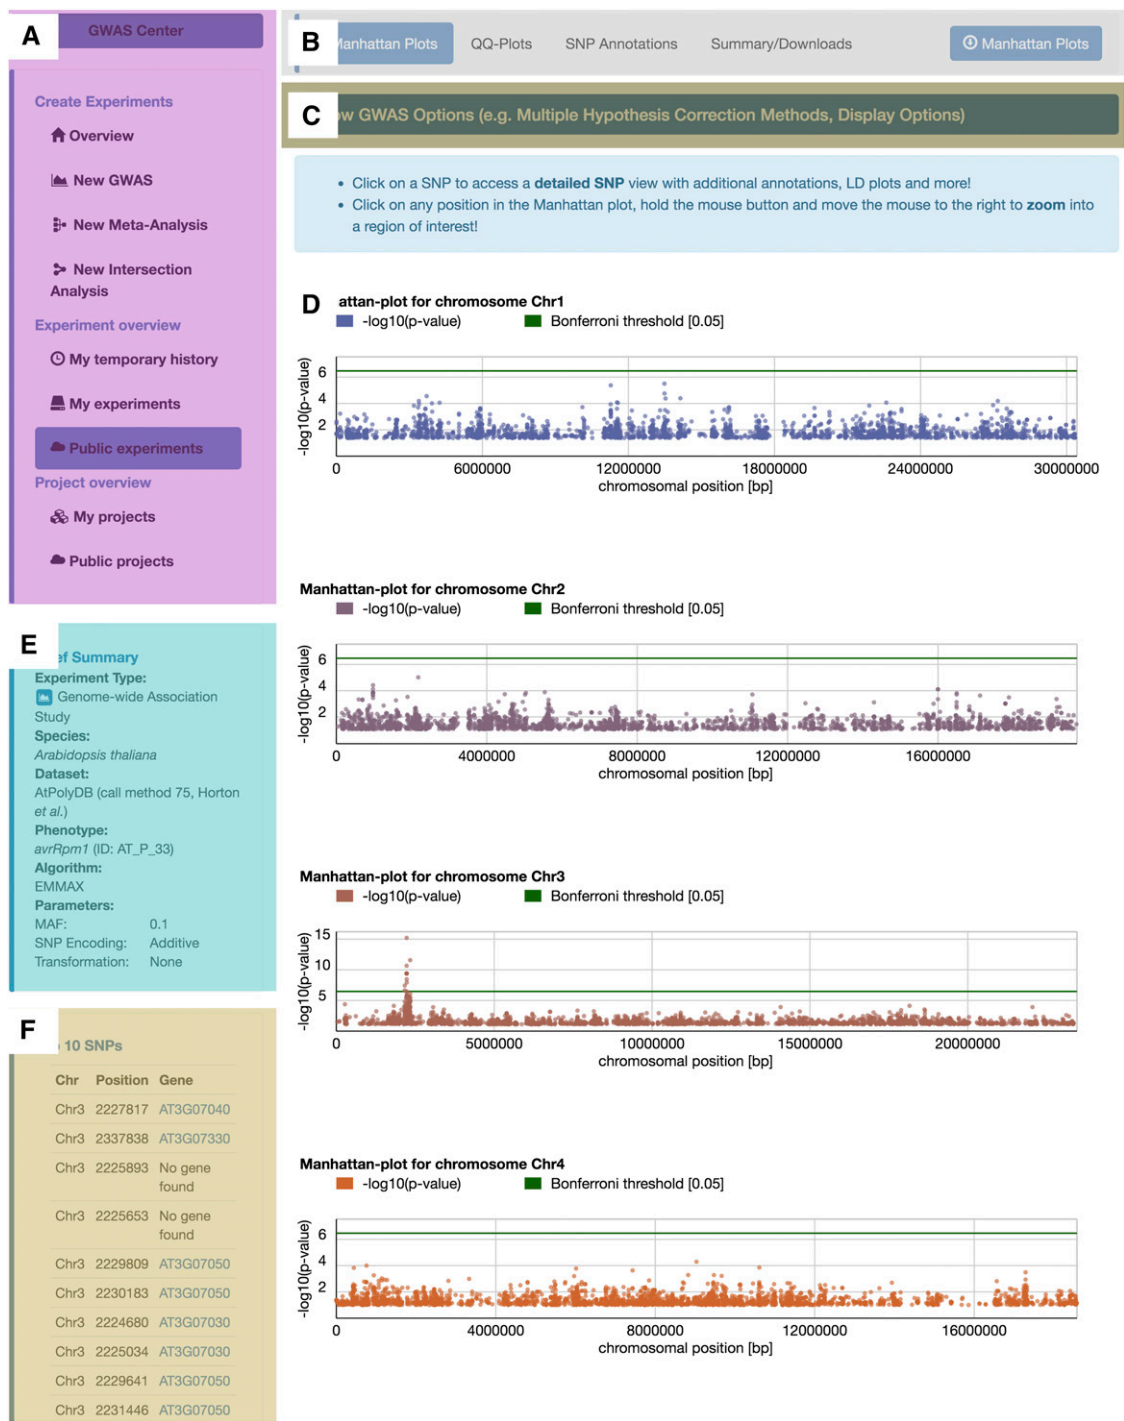 A
GWAS Center
Create Experiments
Overview
New GWAS
New Meta-Analysis
New Intersection
Analysis
Experiment overview
My temporary history
My experiments
Public experiments
Project overview
My projects
Public projects
E
ef Summary
Experiment Type:
Genome-wide Association
Study
Species:
Arabidopsis thaliana
Dataset:
AtPolyDB (call method 75, Horton
et al.)
Phenotype:
avrRpm1 (ID: AT_P_33)
Algorithm:
EMMAX
Parameters:
MAF: 0.1
SNP Encoding: Additive
Transformation: None
F
10 SNPs
Chr Position Gene
Chr3 2227817 AT3G07040
Chr3 2337838 AT3G07330
Chr3 2225893 No gene
found
Chr3 2225653 No gene
found
Chr3 2229809 AT3G07050
Chr3 2230183 AT3G07050
Chr3 2224680 AT3G07030
Chr3 2225034 AT3G07030
Chr3 2229641 AT3G07050
Chr3 2231446 AT3G07050
B
Manhattan Plots QQ-Plots SNP Annotations Summary/Downloads Manhattan Plots
C
ow GWAS Options (e.g. Multiple Hypothesis Correction Methods, Display Options)
• Click on a SNP to access a detailed SNP view with additional annotations, LD plots and more!
• Click on any position in the Manhattan plot, hold the mouse button and move the mouse to the right to zoom into
a region of interest!
D
attan-plot for chromosome Chr1
-log10(p-value) Bonferroni threshold [0.05]
-log10(p-value)
6
4
2
0 6000000 12000000 18000000 24000000 30000000
chromosomal position [bp]
Manhattan-plot for chromosome Chr2
-log10(p-value) Bonferroni threshold [0.05]
-log10(p-value)
6
4
2
0 4000000 8000000 12000000 16000000
chromosomal position [bp]
Manhattan-plot for chromosome Chr3
-log10(p-value) Bonferroni threshold [0.05]
-log10(p-value)
15
10
5
0 5000000 10000000 15000000 20000000
chromosomal position [bp]
Manhattan-plot for chromosome Chr4
-log10(p-value) Bonferroni threshold [0.05]
-log10(p-value)
6
4
2
0 4000000 8000000 12000000 16000000
chromosomal position [bp]